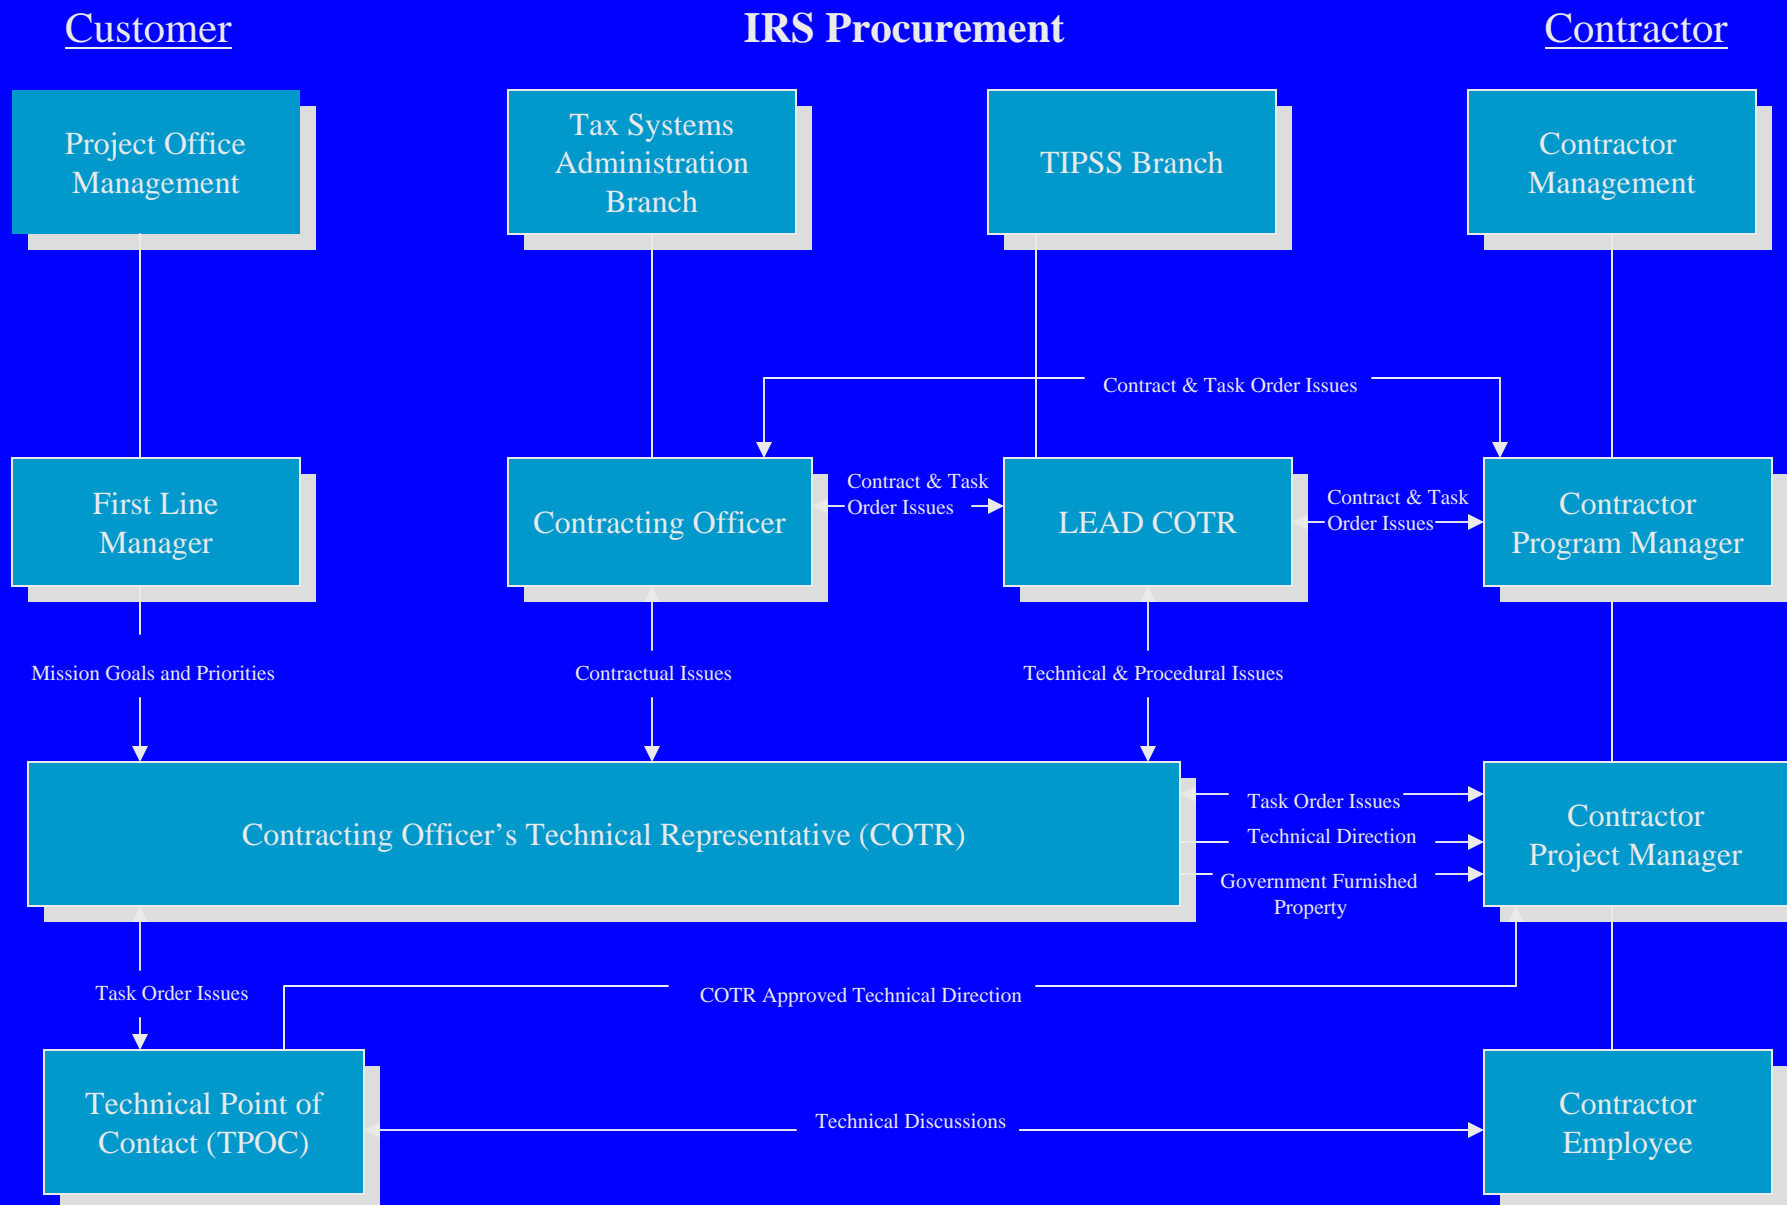 Customer
IRS Procurement
Contractor
Project Office
Management
Tax Systems
Administration
Branch
TIPSS Branch
Contractor
Management
Contract & Task Order Issues
First Line
Manager
Contracting Officer
Contract & Task
Order Issues
LEAD COTR
Contract & Task
Order Issues
Contractor
Program Manager
Mission Goals and Priorities
Contractual Issues
Technical & Procedural Issues
Contracting Officer’s Technical Representative (COTR)
Task Order Issues
Technical Direction
Government Furnished
Property
Contractor
Project Manager
Task Order Issues
COTR Approved Technical Direction
Technical Point of
Contact (TPOC)
Technical Discussions
Contractor
Employee